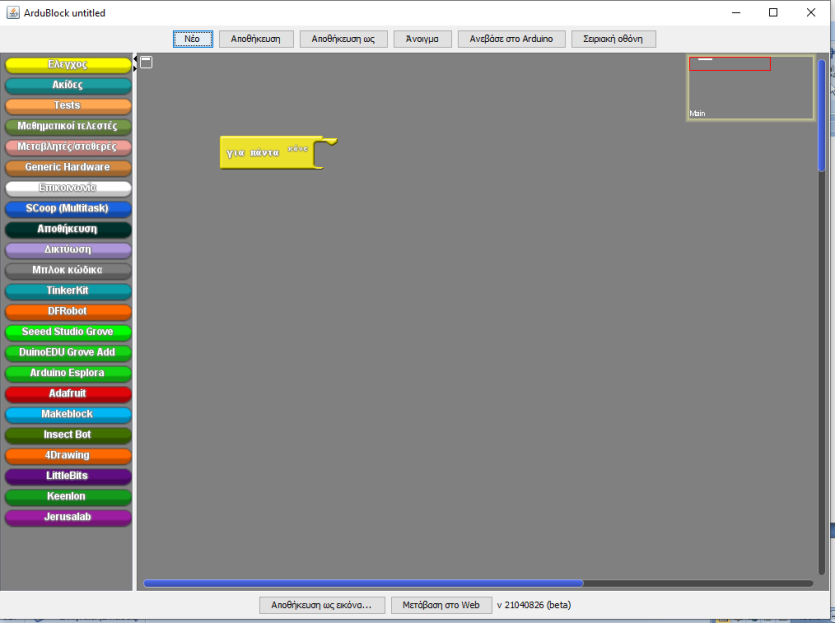 ArduBlock untitled
Νέο Αποθήκευση Αποθήκευση ως Άνοιγμα Ανεβάσε στο Arduino Σειριακή οθόνη
Έλεγχος
Ακίδες
Tests
Μαθηματικοί τελεστές
Μεταβλητές/σταθερές
Generic Hardware
Επικοινωνία
SCoop (Multitask)
Αποθήκευση
Δικτύωση
Μπλοκ κώδικα
TinkerKit
DFRobot
Seeed Studio Grove
DuinoEDU Grove Add
Arduino Esplora
Adafruit
Makeblock
Insect Bot
4Drawing
LittleBits
Keenlon
Jerusalab
για πάντα κάνε
Main
Αποθήκευση ως εικόνα... Μετάβαση στο Web v 21040826 (beta)